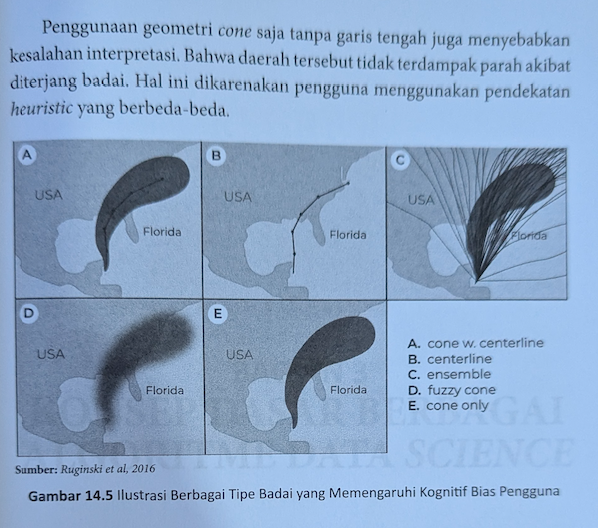 Penggunaan geometri cone saja tanpa garis tengah juga menyebabkan
kesalahan interpretasi. Bahwa daerah tersebut tidak terdampak parah akibat
diterjang badai. Hal ini dikarenakan pengguna menggunakan pendekatan
heuristic yang berbeda-beda.
A
USA
Florida
B
USA
Florida
C
USA
Florida
D
USA
Florida
E
USA
Florida
A. cone w. centerline
B. centerline
C. ensemble
D. fuzzy cone
E. cone only
Sumber: Ruginski et al, 2016
Gambar 14.5 Ilustrasi Berbagai Tipe Badai yang Memengaruhi Kognitif Bias Pengguna